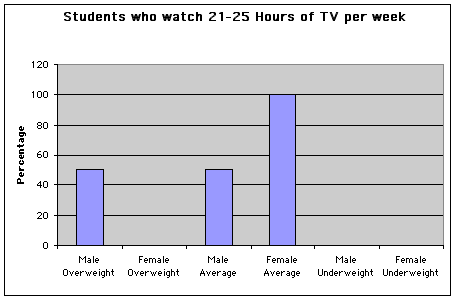 Students who watch 21-25 Hours of TV per week
Percentage
120
100
80
60
40
20
0
Male Overweight
Female Overweight
Male Average
Female Average
Male Underweight
Female Underweight